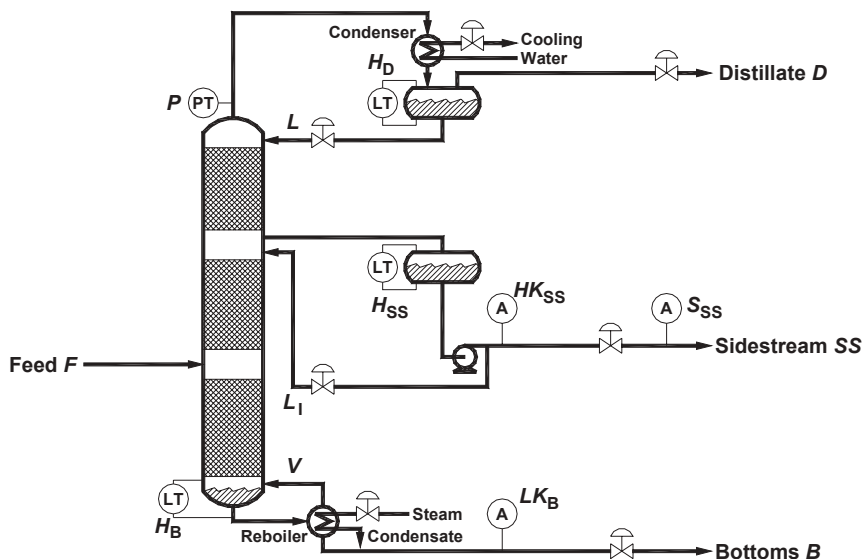 Condenser
Cooling
Water
H_D
P
PT
LT
Distillate D
L
LT
H_SS
HK_SS
A
S_SS
A
Sidestream SS
Feed F
L_I
V
LT
H_B
Reboiler
Steam
Condensate
LK_B
A
Bottoms B